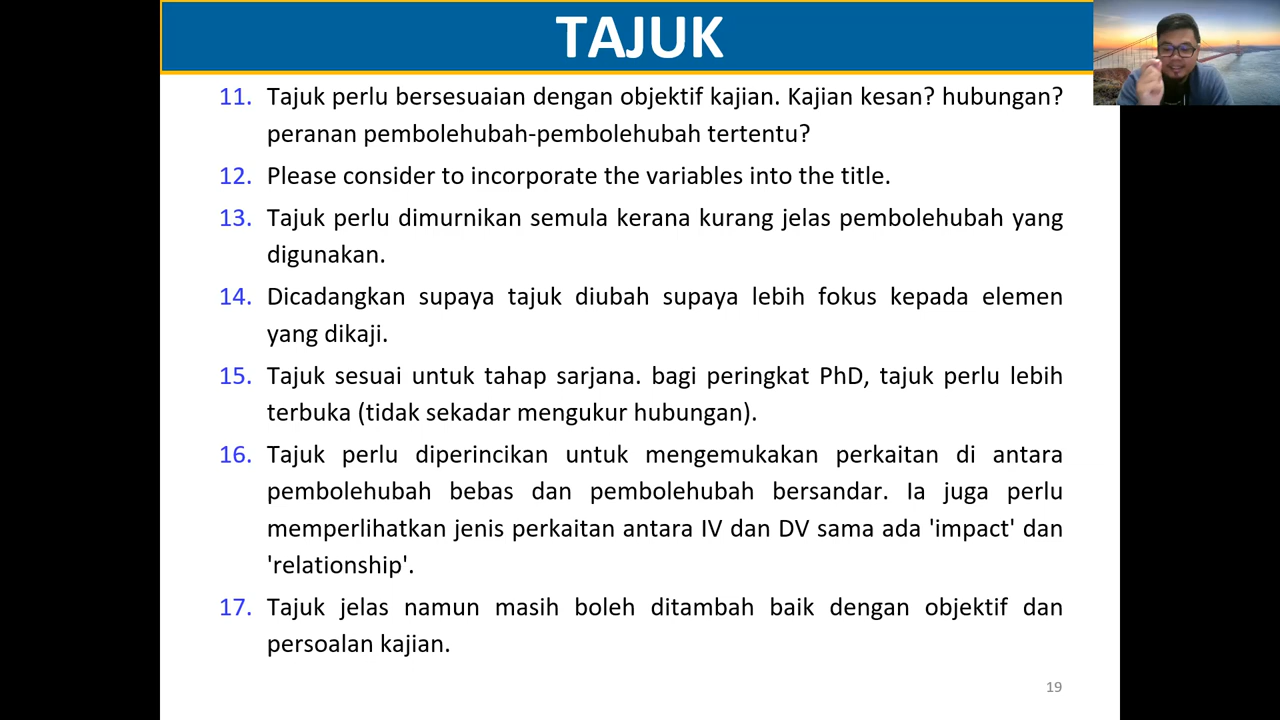 TAJUK
11. Tajuk perlu bersesuaian dengan objektif kajian. Kajian kesan? hubungan?
peranan pembolehubah-pembolehubah tertentu?
12. Please consider to incorporate the variables into the title.
13. Tajuk perlu dimurnikan semula kerana kurang jelas pembolehubah yang
digunakan.
14. Dicadangkan supaya tajuk diubah supaya lebih fokus kepada elemen
yang dikaji.
15. Tajuk sesuai untuk tahap sarjana. bagi peringkat PhD, tajuk perlu lebih
terbuka (tidak sekadar mengukur hubungan).
16. Tajuk perlu diperincikan untuk mengemukakan perkaitan di antara
pembolehubah bebas dan pembolehubah bersandar. Ia juga perlu
memperlihatkan jenis perkaitan antara IV dan DV sama ada 'impact' dan
'relationship'.
17. Tajuk jelas namun masih boleh ditambah baik dengan objektif dan
persoalan kajian.
19